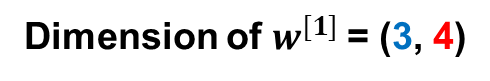 Dimension of w[1] = (3, 4)